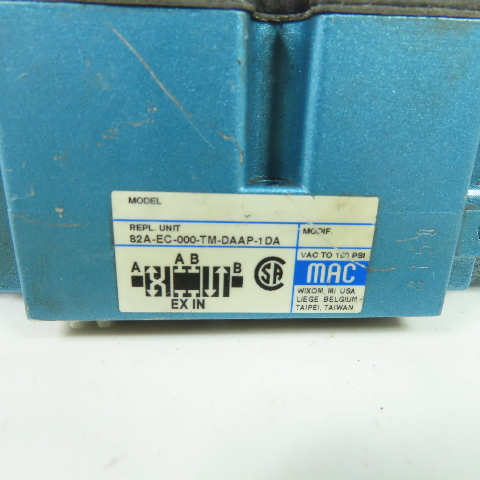 MODEL
REPL. UNIT
82A-EC-000-TM-DAAP-1DA
MODIF.
A A B B
EX IN
SA
VAC TO 150 PSI
MAC
WIXOM, MI. USA
LIEGE, BELGIUM
TAIPEI, TAIWAN